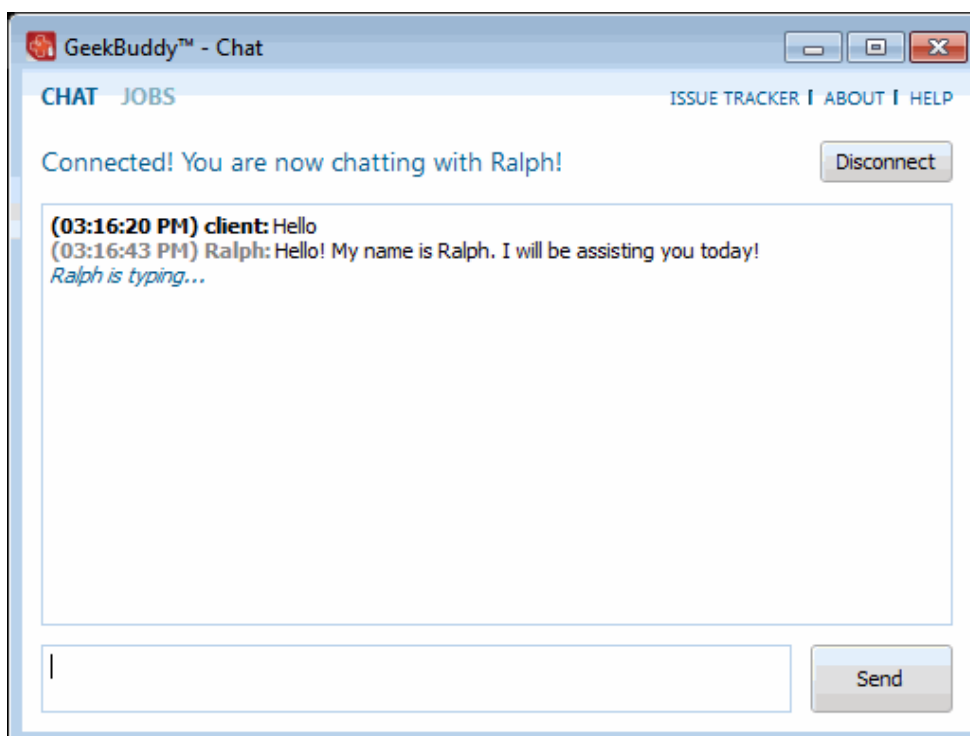 GeekBuddy™ - Chat
CHAT JOBS ISSUE TRACKER | ABOUT | HELP
Connected! You are now chatting with Ralph! Disconnect
(03:16:20 PM) client: Hello
(03:16:43 PM) Ralph: Hello! My name is Ralph. I will be assisting you today!
Ralph is typing...
Send